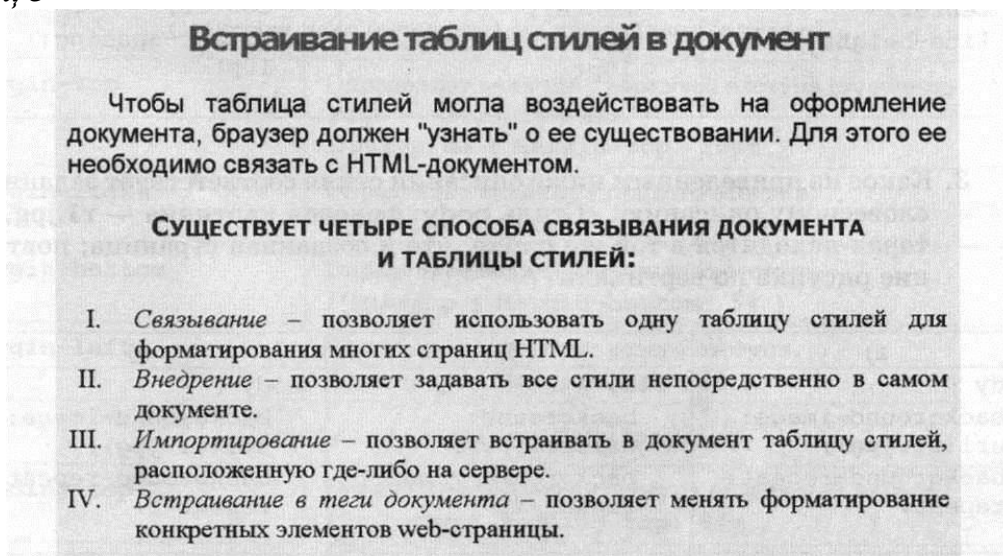 Встраивание таблиц стилей в документ
Чтобы таблица стилей могла воздействовать на оформление
документа, браузер должен "узнать" о ее существовании. Для этого ее
необходимо связать с HTML-документом.
СУЩЕСТВУЕТ ЧЕТЫРЕ СПОСОБА СВЯЗЫВАНИЯ ДОКУМЕНТА
И ТАБЛИЦЫ СТИЛЕЙ:
I. Связывание – позволяет использовать одну таблицу стилей для
форматирования многих страниц HTML.
II. Внедрение – позволяет задавать все стили непосредственно в самом
документе.
III. Импортирование – позволяет встраивать в документ таблицу стилей,
расположенную где-либо на сервере.
IV. Встраивание в теги документа – позволяет менять форматирование
конкретных элементов web-страницы.